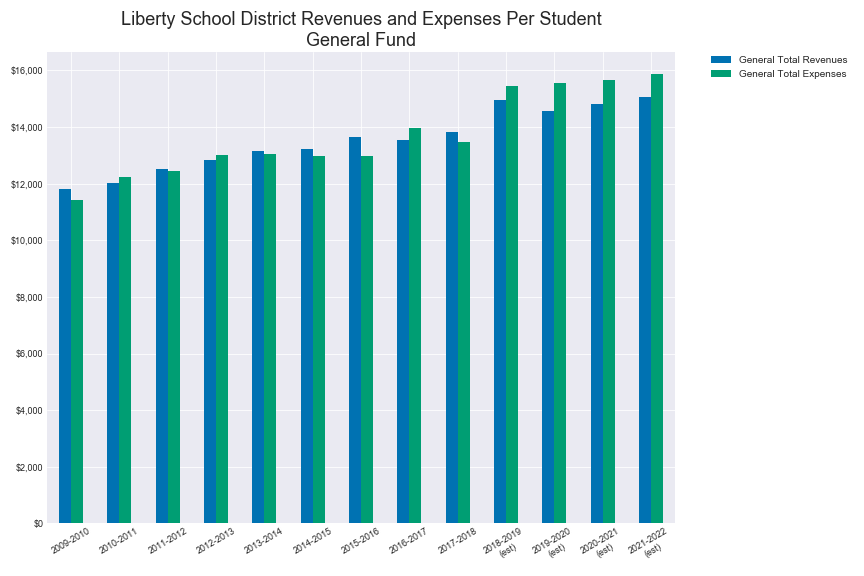 Liberty School District Revenues and Expenses Per Student
General Fund
General Total Revenues
General Total Expenses
$16,000
$14,000
$12,000
$10,000
$8,000
$6,000
$4,000
$2,000
$0
2009-2010
2010-2011
2011-2012
2012-2013
2013-2014
2014-2015
2015-2016
2016-2017
2017-2018
2018-2019
(est)
2019-2020
(est)
2020-2021
(est)
2021-2022
(est)